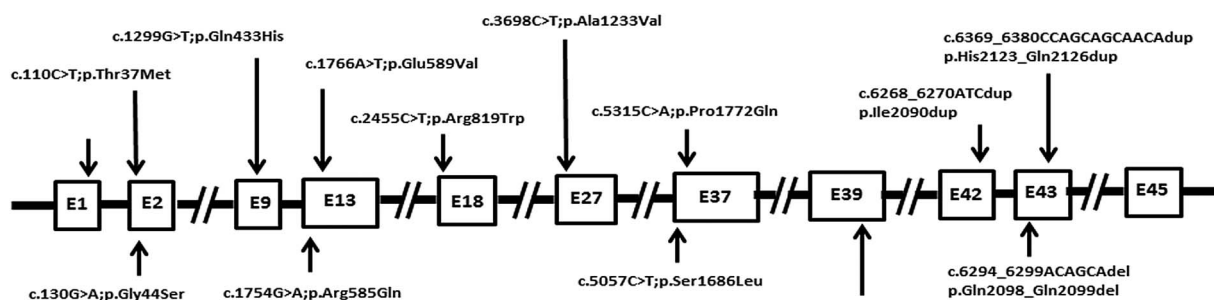 c.3698C>T;p.Ala1233Val
c.6369_6380CCAGCAGCAACAdup
p.His2123_Gln2126dup
c.1299G>T;p.Gln433His
c.1766A>T;p.Glu589Val
c.110C>T;p.Thr37Met
c.6268_6270ATCdup
p.Ile2090dup
c.2455C>T;p.Arg819Trp
c.5315C>A;p.Pro1772Gln
E1 E2 E9 E13 E18 E27 E37 E39 E42 E43 E45
c.130G>A;p.Gly44Ser
c.1754G>A;p.Arg585Gln
c.5057C>T;p.Ser1686Leu
c.6294_6299ACAGCAdel
p.Gln2098_Gln2099del